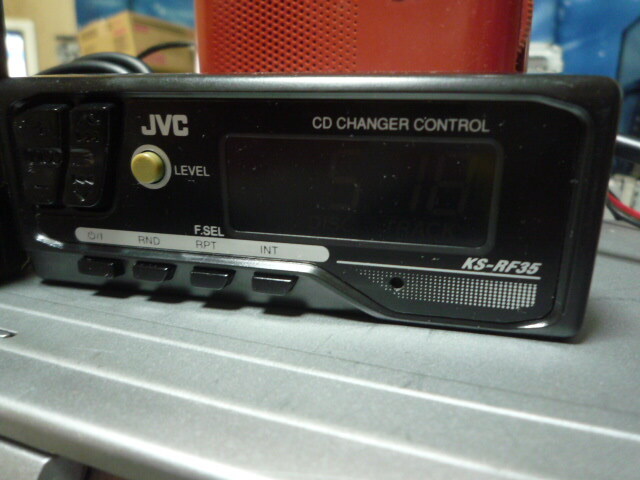 JVC
CD CHANGER CONTROL
LEVEL
F.SEL
RND RPT INT
KS-RF35